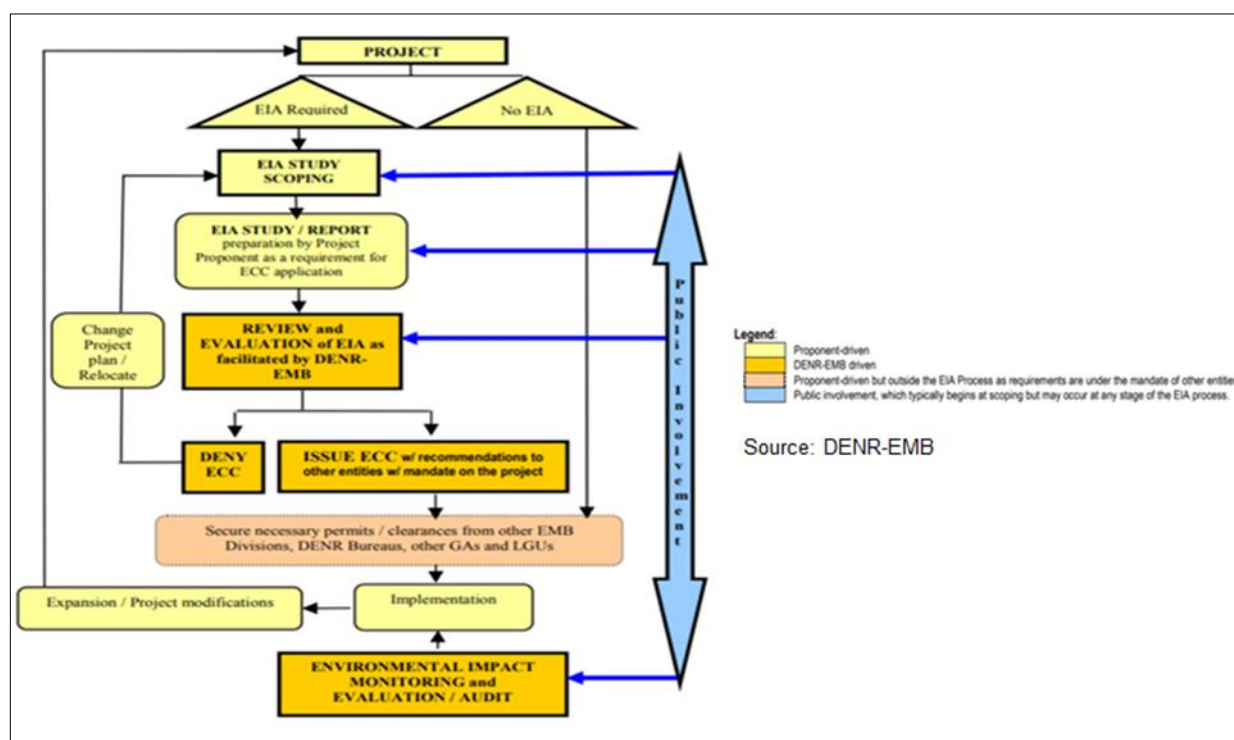 PROJECT
EIA Required
No EIA
EIA STUDY
SCOPING
EIA STUDY / REPORT
preparation by Project
Proponent as a requirement for
ECC application
Change
Project
plan /
Relocate
REVIEW and
EVALUATION of EIA as
facilitated by DENR-
EMB
DENY
ECC
ISSUE ECC w/ recommendations to
other entities w/ mandate on the project
Secure necessary permits / clearances from other EMB
Divisions, DENR Bureaus, other GAs and LGUs
Expansion / Project modifications
Implementation
ENVIRONMENTAL IMPACT
MONITORING and
EVALUATION / AUDIT
Public Involvement
Legend:
Proponent-driven
DENR-EMB driven
Proponent-driven but outside the EIA Process as requirements are under the mandate of other entities
Public involvement, which typically begins at scoping but may occur at any stage of the EIA process.
Source: DENR-EMB